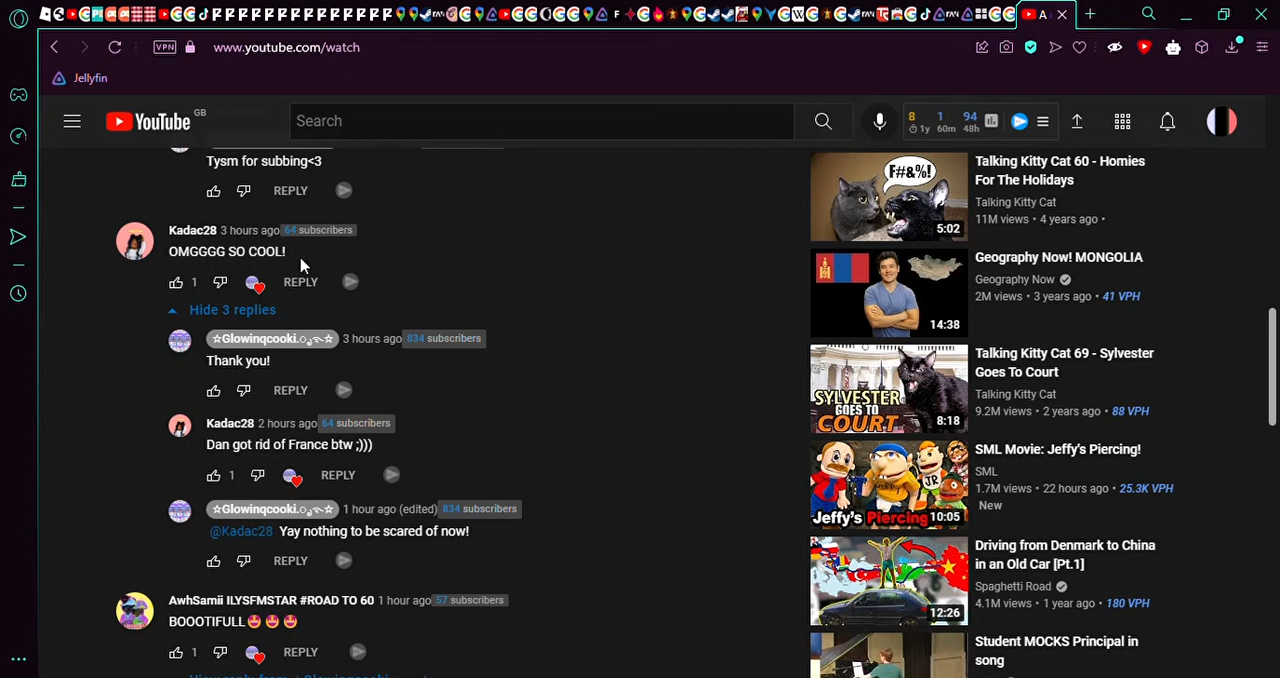 www.youtube.com/watch
VPN
Jellyfin
YouTube GB
Search
8 1 94
1y 60m 48h
Tysm for subbing<3
REPLY
Kadac28 3 hours ago 64 subscribers
OMGGGG SO COOL!
1 REPLY
Hide 3 replies
3 hours ago 834 subscribers
Thank you!
REPLY
Kadac28 2 hours ago 64 subscribers
Dan got rid of France btw ;)))
1 REPLY
1 hour ago (edited) 834 subscribers
@Kadac28 Yay nothing to be scared of now!
REPLY
AwhSamii ILYSFMSTAR #ROAD TO 60 1 hour ago 57 subscribers
BOOOTIFULL🤩🤩🤩
1 REPLY
F#&%!
5:02
Talking Kitty Cat 60 - Homies
For The Holidays
Talking Kitty Cat
11M views • 4 years ago •
14:38
Geography Now! MONGOLIA
Geography Now
2M views • 3 years ago • 41 VPH
SYLVESTER
GOES TO
COURT
8:18
Talking Kitty Cat 69 - Sylvester
Goes To Court
Talking Kitty Cat
9.2M views • 2 years ago • 88 VPH
JR
Jeffy's Piercing!
10:05
SML Movie: Jeffy's Piercing!
SML
1.7M views • 22 hours ago • 25.3K VPH
New
12:26
Driving from Denmark to China
in an Old Car [Pt.1]
Spaghetti Road
4.1M views • 1 year ago • 180 VPH
Student MOCKS Principal in
song